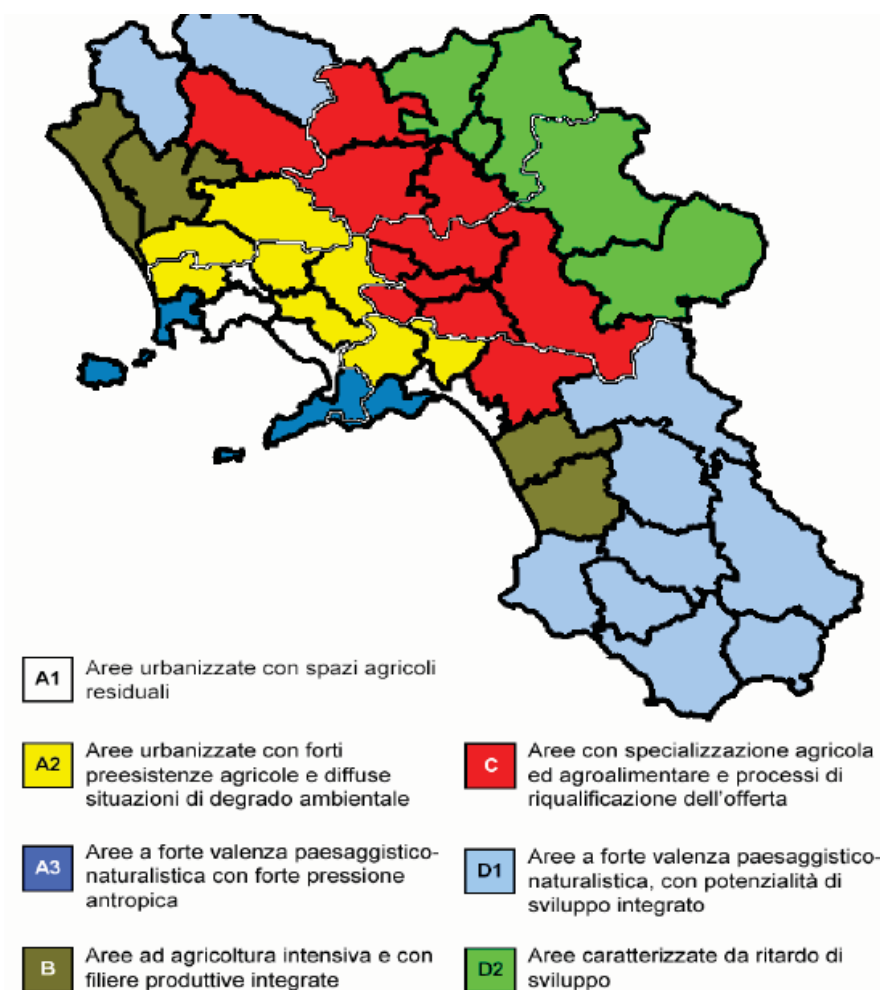 A1
Aree urbanizzate con spazi agricoli
residuali
A2
Aree urbanizzate con forti
preesistenze agricole e diffuse
situazioni di degrado ambientale
A3
Aree a forte valenza paesaggistico-
naturalistica con forte pressione
antropica
B
Aree ad agricoltura intensiva e con
filiere produttive integrate
C
Aree con specializzazione agricola
ed agroalimentare e processi di
riqualificazione dell'offerta
D1
Aree a forte valenza paesaggistico-
naturalistica, con potenzialità di
sviluppo integrato
D2
Aree caratterizzate da ritardo di
sviluppo